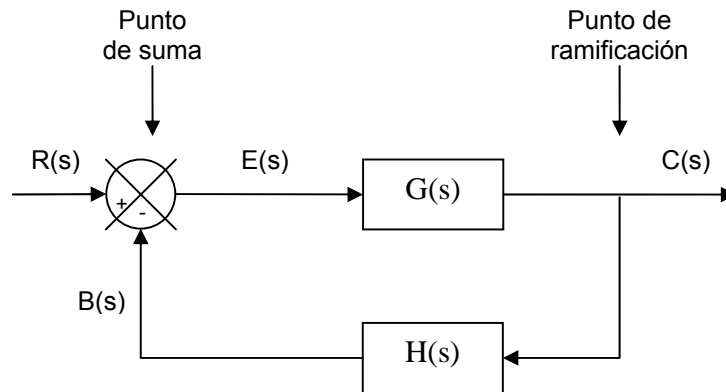 Punto
de suma
Punto de
ramificación
R(s)
E(s)
G(s)
C(s)
+
-
B(s)
H(s)